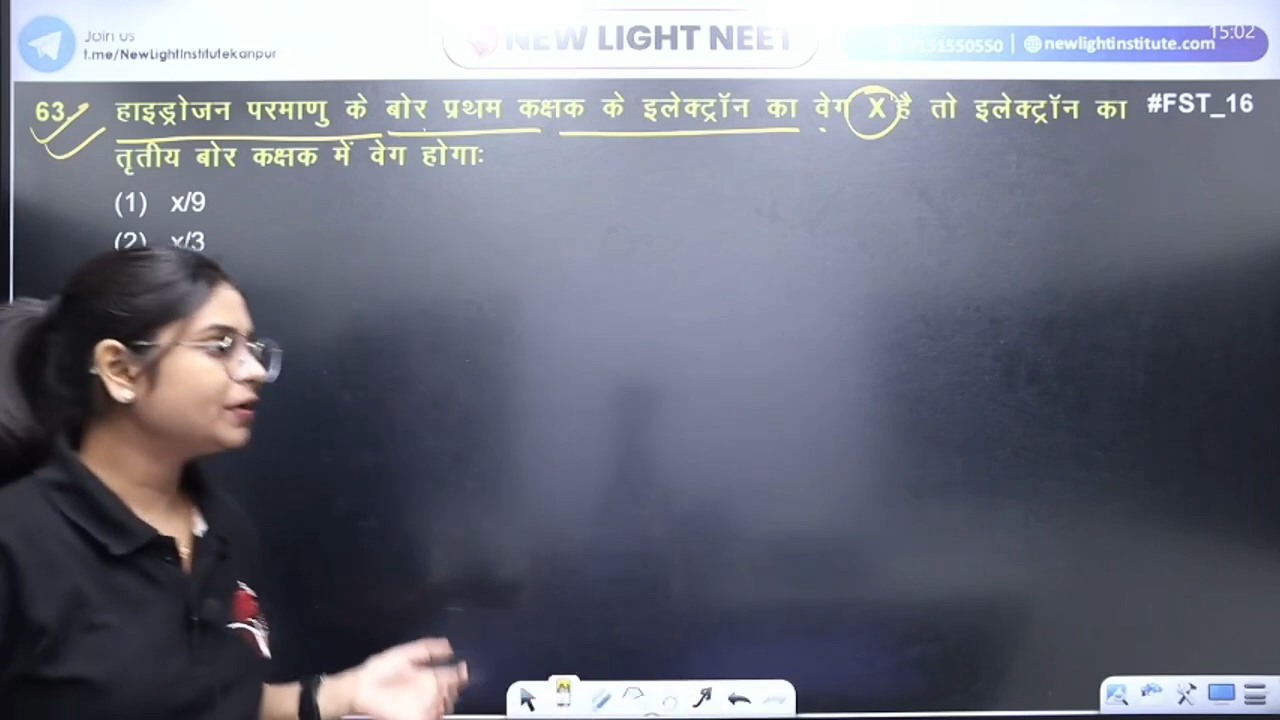 Join us
t.me/NewLightInstitutekanpur
NEW LIGHT NEET
newlightinstitute.com
15:02
63. हाइड्रोजन परमाणु के बोर प्रथम कक्षक के इलेक्ट्रॉन का वेग X है तो इलेक्ट्रॉन का
#FST_16
तृतीय बोर कक्षक में वेग होगाः
(1) x/9
(2) x/3